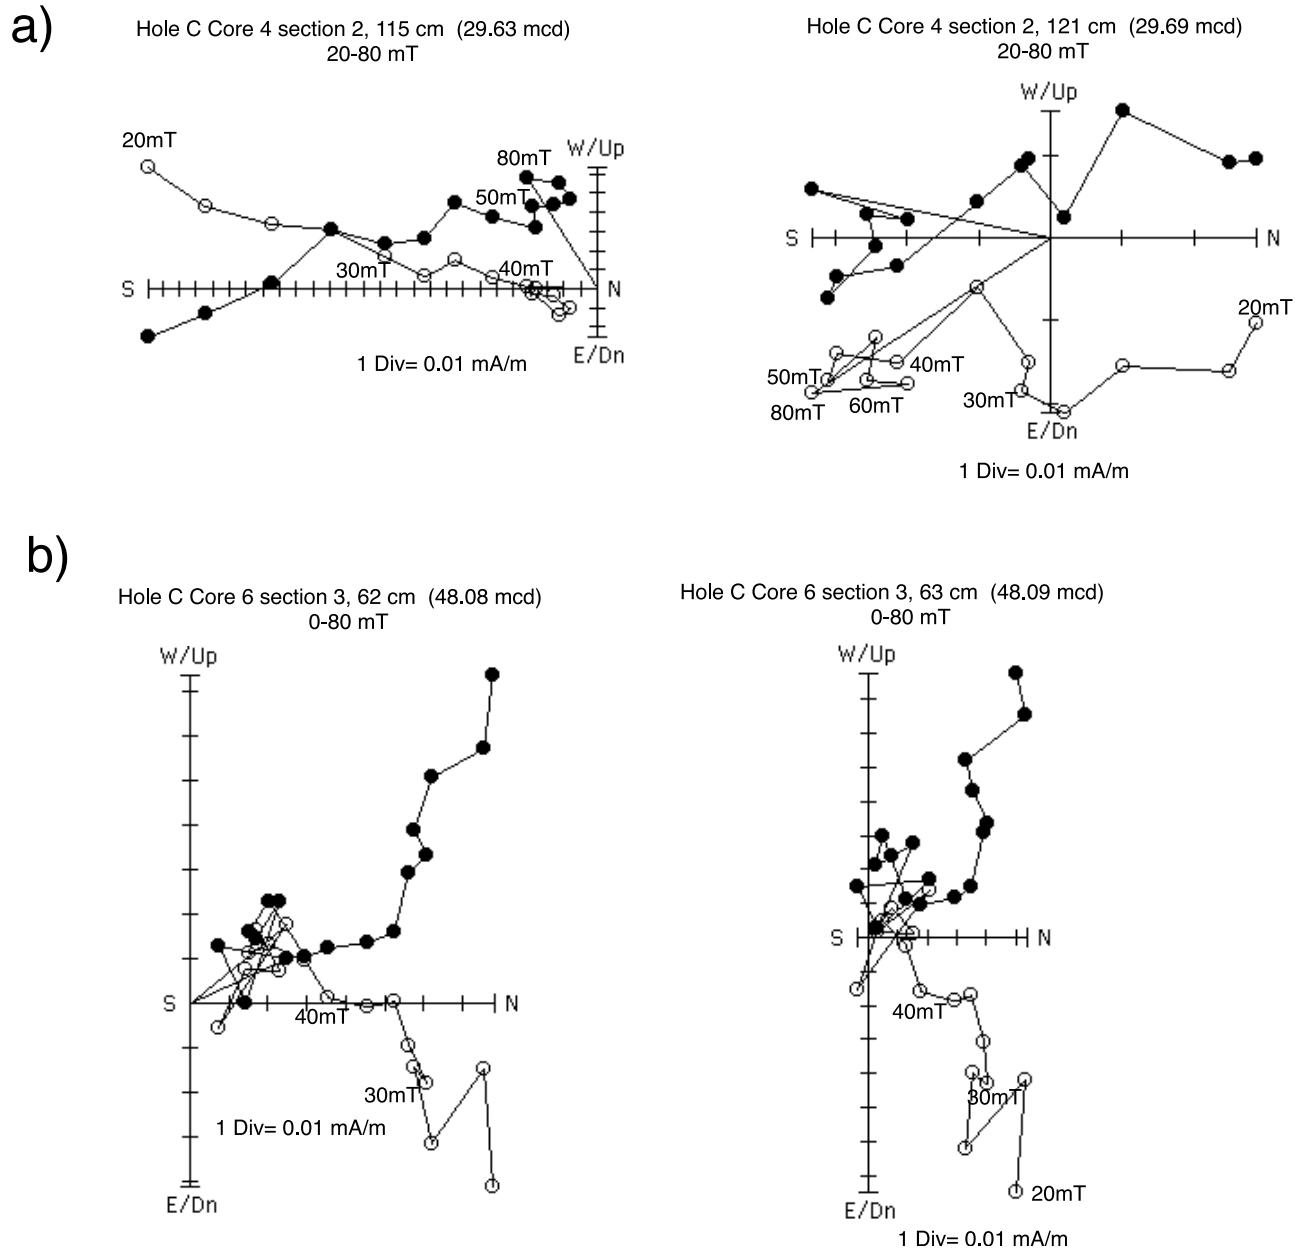 a)
Hole C Core 4 section 2, 115 cm  (29.63 mcd)
20-80 mT
20mT
80mT
W/Up
50mT
30mT
40mT
S
N
E/Dn
1 Div= 0.01 mA/m
Hole C Core 4 section 2, 121 cm  (29.69 mcd)
20-80 mT
W/Up
S
N
20mT
40mT
50mT
30mT
80mT
60mT
E/Dn
1 Div= 0.01 mA/m
b)
Hole C Core 6 section 3, 62 cm  (48.08 mcd)
0-80 mT
W/Up
S
N
40mT
30mT
1 Div= 0.01 mA/m
E/Dn
Hole C Core 6 section 3, 63 cm  (48.09 mcd)
0-80 mT
W/Up
S
N
40mT
30mT
20mT
E/Dn
1 Div= 0.01 mA/m